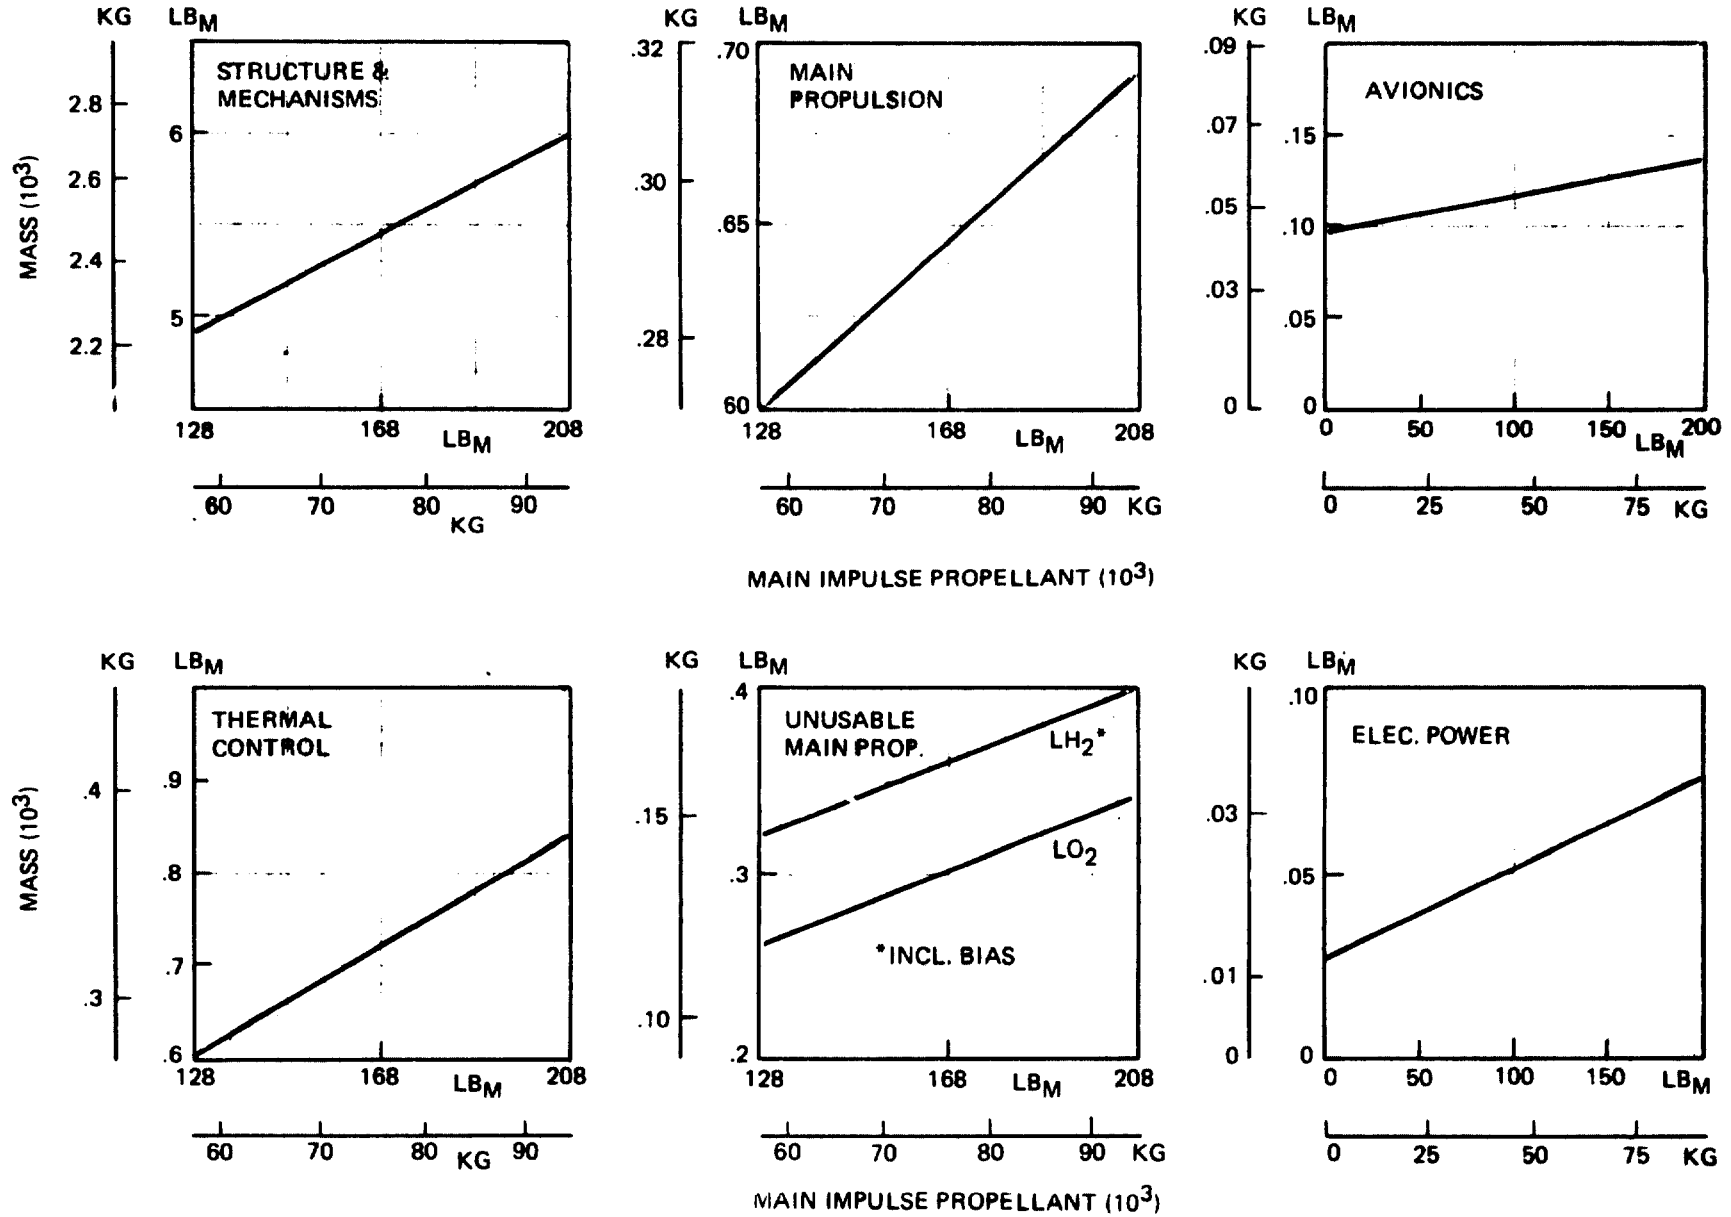 KG LBM KG LBM KG LBM
STRUCTURE &
MECHANISMS
2.8
2.6
2.4
2.2
6
5
128 168 LBM 208
60 70 80 90
KG
MASS (10³)
MAIN
PROPULSION
.32
.30
.28
.70
.65
60
128 168 LBM 208
60 70 80 90 KG
AVIONICS
.09
.07
.05
.03
0
.15
.10
.05
0
0 50 100 150 LBM 200
0 25 50 75 KG
MAIN IMPULSE PROPELLANT (10³)
KG LBM KG LBM KG LBM
THERMAL
CONTROL
.4
.3
.9
.8
.7
.6
128 168 LBM 208
60 70 80 KG 90
MASS (10³)
UNUSABLE
MAIN PROP.
LH₂*
LO₂
*INCL. BIAS
.15
.10
.4
.3
.2
128 168 LBM 208
60 70 80 90 KG
ELEC. POWER
.03
.01
0
.10
.05
0
0 50 100 150 LBM
0 25 50 75 KG
MAIN IMPULSE PROPELLANT (10³)